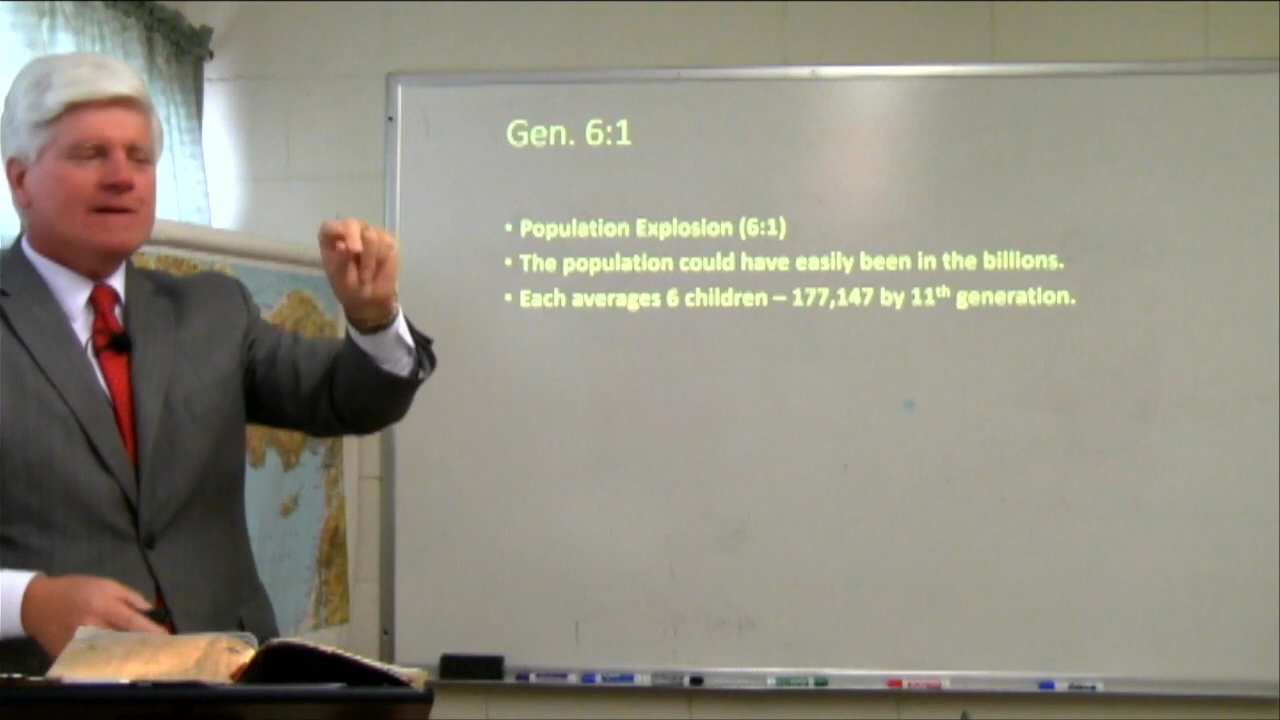 Gen. 6:1
• Population Explosion (6:1)
• The population could have easily been in the billions.
• Each averages 6 children – 177,147 by 11th generation.